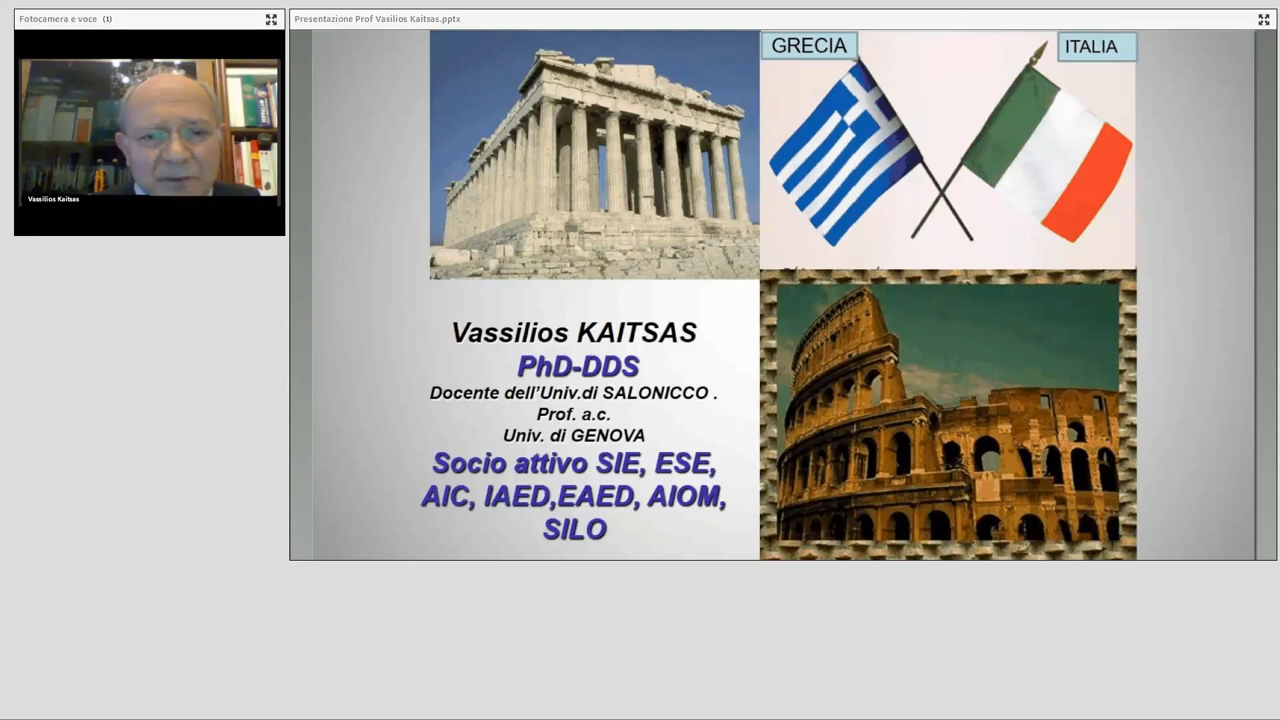 Fotocamera e voce (1)
Vassilios Kaitsas
Presentazione Prof Vasilios Kaitsas.pptx
GRECIA
ITALIA
Vassilios KAITSAS
PhD-DDS
Docente dell'Univ.di SALONICCO .
Prof. a.c.
Univ. di GENOVA
Socio attivo SIE, ESE,
AIC, IAED,EAED, AIOM,
SILO